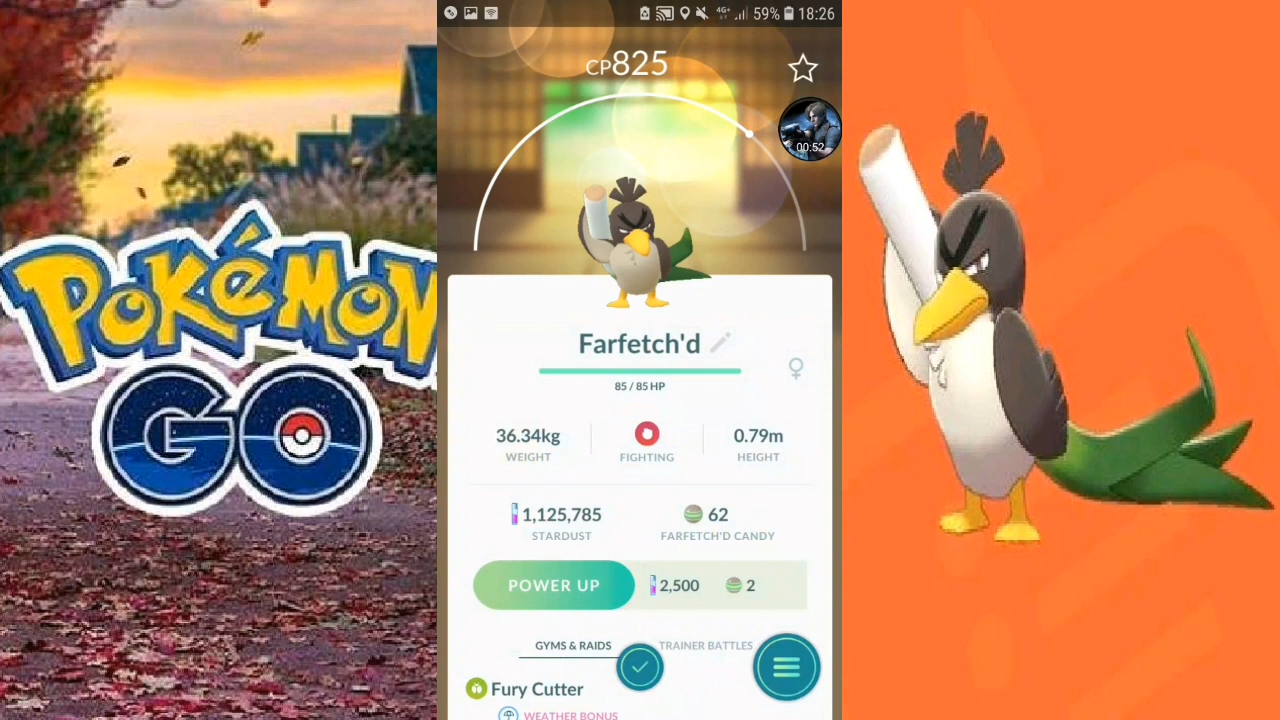 POKéMON
GO
4G+ 59% 18:26
CP825
00:52
Farfetch'd
85 / 85 HP
36.34kg
WEIGHT
FIGHTING
0.79m
HEIGHT
1,125,785
STARDUST
62
FARFETCH'D CANDY
POWER UP 2,500 2
GYMS & RAIDS TRAINER BATTLES
Fury Cutter
WEATHER BONUS